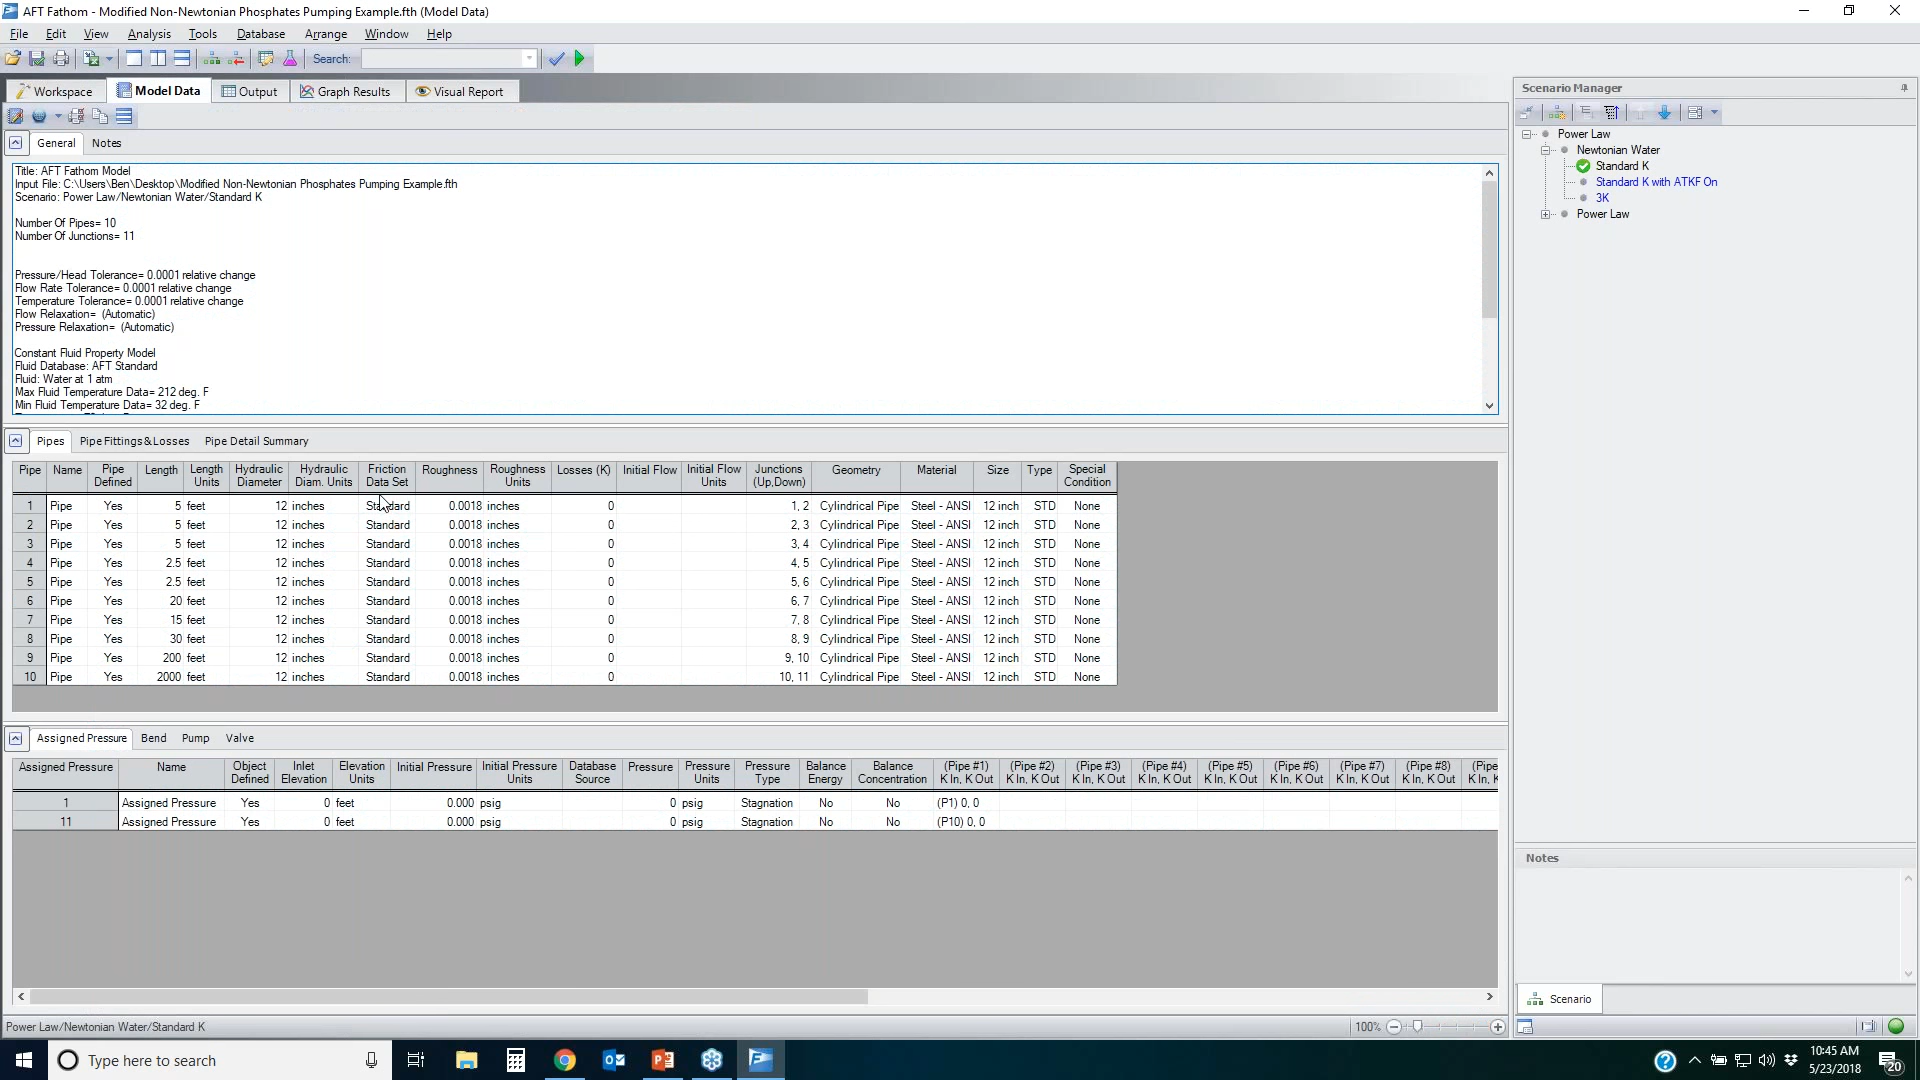 AFT Fathom - Modified Non-Newtonian Phosphates Pumping Example.fth (Model Data)
File Edit View Analysis Tools Database Arrange Window Help
Search:
Workspace Model Data Output Graph Results Visual Report
General Notes
Title: AFT Fathom Model
Input File: C:\Users\Ben\Desktop\Modified Non-Newtonian Phosphates Pumping Example.fth
Scenario: Power Law/Newtonian Water/Standard K
Number Of Pipes= 10
Number Of Junctions= 11
Pressure/Head Tolerance= 0.0001 relative change
Flow Rate Tolerance= 0.0001 relative change
Temperature Tolerance= 0.0001 relative change
Flow Relaxation= (Automatic)
Pressure Relaxation= (Automatic)
Constant Fluid Property Model
Fluid Database: AFT Standard
Fluid: Water at 1 atm
Max Fluid Temperature Data= 212 deg. F
Min Fluid Temperature Data= 32 deg. F
Pipes Pipe Fittings & Losses Pipe Detail Summary
Pipe Name Pipe Defined Length Length Units Hydraulic Diameter Hydraulic Diam. Units Friction Data Set Roughness Roughness Units Losses (K) Initial Flow Initial Flow Units Junctions (Up,Down) Geometry Material Size Type Special Condition
1 Pipe Yes 5 feet 12 inches Standard 0.0018 inches 0 1, 2 Cylindrical Pipe Steel - ANSI 12 inch STD None
2 Pipe Yes 5 feet 12 inches Standard 0.0018 inches 0 2, 3 Cylindrical Pipe Steel - ANSI 12 inch STD None
3 Pipe Yes 5 feet 12 inches Standard 0.0018 inches 0 3, 4 Cylindrical Pipe Steel - ANSI 12 inch STD None
4 Pipe Yes 2.5 feet 12 inches Standard 0.0018 inches 0 4, 5 Cylindrical Pipe Steel - ANSI 12 inch STD None
5 Pipe Yes 2.5 feet 12 inches Standard 0.0018 inches 0 5, 6 Cylindrical Pipe Steel - ANSI 12 inch STD None
6 Pipe Yes 20 feet 12 inches Standard 0.0018 inches 0 6, 7 Cylindrical Pipe Steel - ANSI 12 inch STD None
7 Pipe Yes 15 feet 12 inches Standard 0.0018 inches 0 7, 8 Cylindrical Pipe Steel - ANSI 12 inch STD None
8 Pipe Yes 30 feet 12 inches Standard 0.0018 inches 0 8, 9 Cylindrical Pipe Steel - ANSI 12 inch STD None
9 Pipe Yes 200 feet 12 inches Standard 0.0018 inches 0 9, 10 Cylindrical Pipe Steel - ANSI 12 inch STD None
10 Pipe Yes 2000 feet 12 inches Standard 0.0018 inches 0 10, 11 Cylindrical Pipe Steel - ANSI 12 inch STD None
Assigned Pressure Bend Pump Valve
Assigned Pressure Name Object Defined Inlet Elevation Elevation Units Initial Pressure Initial Pressure Units Database Source Pressure Pressure Units Pressure Type Balance Energy Balance Concentration (Pipe #1) K In, K Out (Pipe #2) K In, K Out (Pipe #3) K In, K Out (Pipe #4) K In, K Out (Pipe #5) K In, K Out (Pipe #6) K In, K Out (Pipe #7) K In, K Out (Pipe #8) K In, K Out (Pipe K In,
1 Assigned Pressure Yes 0 feet 0.000 psig 0 psig Stagnation No No (P1) 0, 0
11 Assigned Pressure Yes 0 feet 0.000 psig 0 psig Stagnation No No (P10) 0, 0
Scenario Manager
Power Law
Newtonian Water
Standard K
Standard K with ATKF On
3K
Power Law
Notes
Scenario
Power Law/Newtonian Water/Standard K
100%
Type here to search
10:45 AM
5/23/2018
20